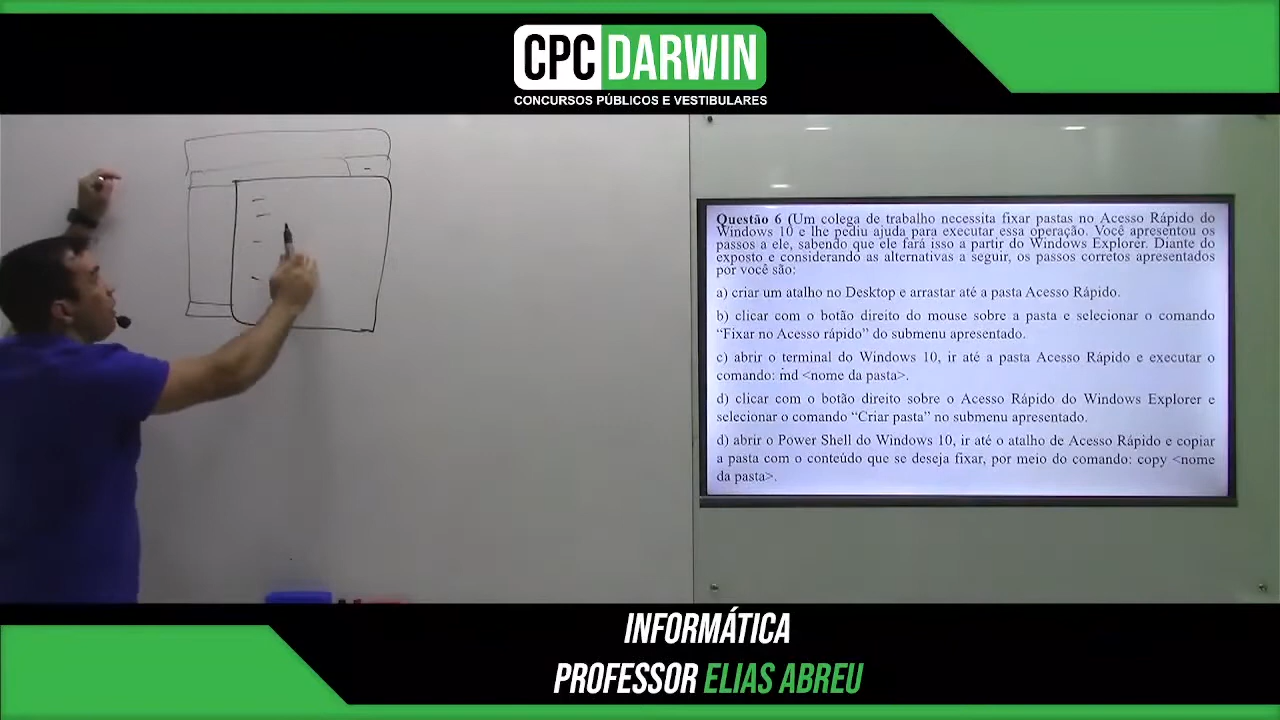 CPC DARWIN
CONCURSOS PÚBLICOS E VESTIBULARES
Questão 6 (Um colega de trabalho necessita fixar pastas no Acesso Rápido do
Windows 10 e lhe pediu ajuda para executar essa operação. Você apresentou os
passos a ele, sabendo que ele fará isso a partir do Windows Explorer. Diante do
exposto e considerando as alternativas a seguir, os passos corretos apresentados
por você são:
a) criar um atalho no Desktop e arrastar até a pasta Acesso Rápido.
b) clicar com o botão direito do mouse sobre a pasta e selecionar o comando
“Fixar no Acesso rápido” do submenu apresentado.
c) abrir o terminal do Windows 10, ir até a pasta Acesso Rápido e executar o
comando: md <nome da pasta>.
d) clicar com o botão direito sobre o Acesso Rápido do Windows Explorer e
selecionar o comando “Criar pasta” no submenu apresentado.
d) abrir o Power Shell do Windows 10, ir até o atalho de Acesso Rápido e copiar
a pasta com o conteúdo que se deseja fixar, por meio do comando: copy <nome
da pasta>.
INFORMÁTICA
PROFESSOR ELIAS ABREU